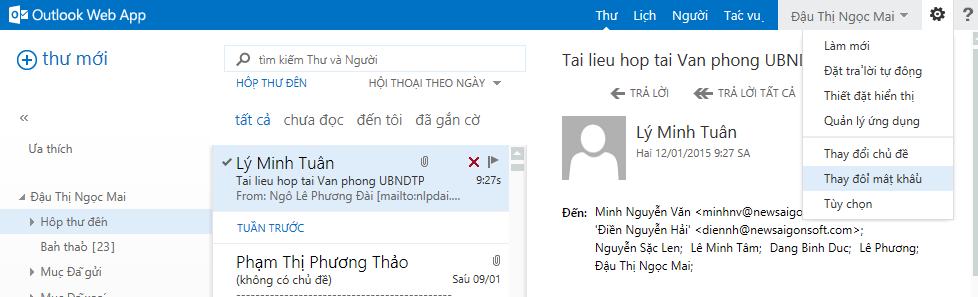 Outlook Web App
Thư Lịch Người Tác vụ Đậu Thị Ngọc Mai ?
thư mới
Ưa thích
Đậu Thị Ngọc Mai
Hộp thư đến
Bản thảo [23]
Mục Đã gửi
tìm kiếm Thư và Người
HỘP THƯ ĐẾN HỘI THOẠI THEO NGÀY
tất cả chưa đọc đến tôi đã gắn cờ
Lý Minh Tuân
Tai lieu hop tai Van phong UBNDTP 9:27s
From: Ngô Lê Phương Đài [mailto:nlpdai....
TUẦN TRƯỚC
Phạm Thị Phương Thảo
(không có chủ đề) Sáu 09/01
Tai lieu hop tai Van phong UBND
TRẢ LỜI TRẢ LỜI TẤT CẢ
Lý Minh Tuân
Hai 12/01/2015 9:27 SA
Đến: Minh Nguyễn Văn <minhnv@newsaigonsoft.com>;
'Điền Nguyễn Hải' <diennh@newsaigonsoft.com>;
Nguyễn Sặc Len; Lê Minh Tâm; Dang Binh Duc; Lê Phương;
Đậu Thị Ngọc Mai;
Làm mới
Đặt trả lời tự động
Thiết đặt hiển thị
Quản lý ứng dụng
Thay đổi chủ đề
Thay đổi mật khẩu
Tùy chọn